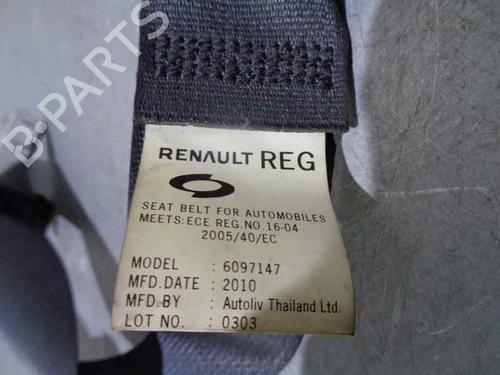 B-PARTS
RENAULT REG
SEAT BELT FOR AUTOMOBILES
MEETS:ECE REG.NO.16-04
2005/40/EC
MODEL : 6097147
MFD.DATE : 2010
MFD.BY : Autoliv Thailand Ltd.
LOT NO. : 0303